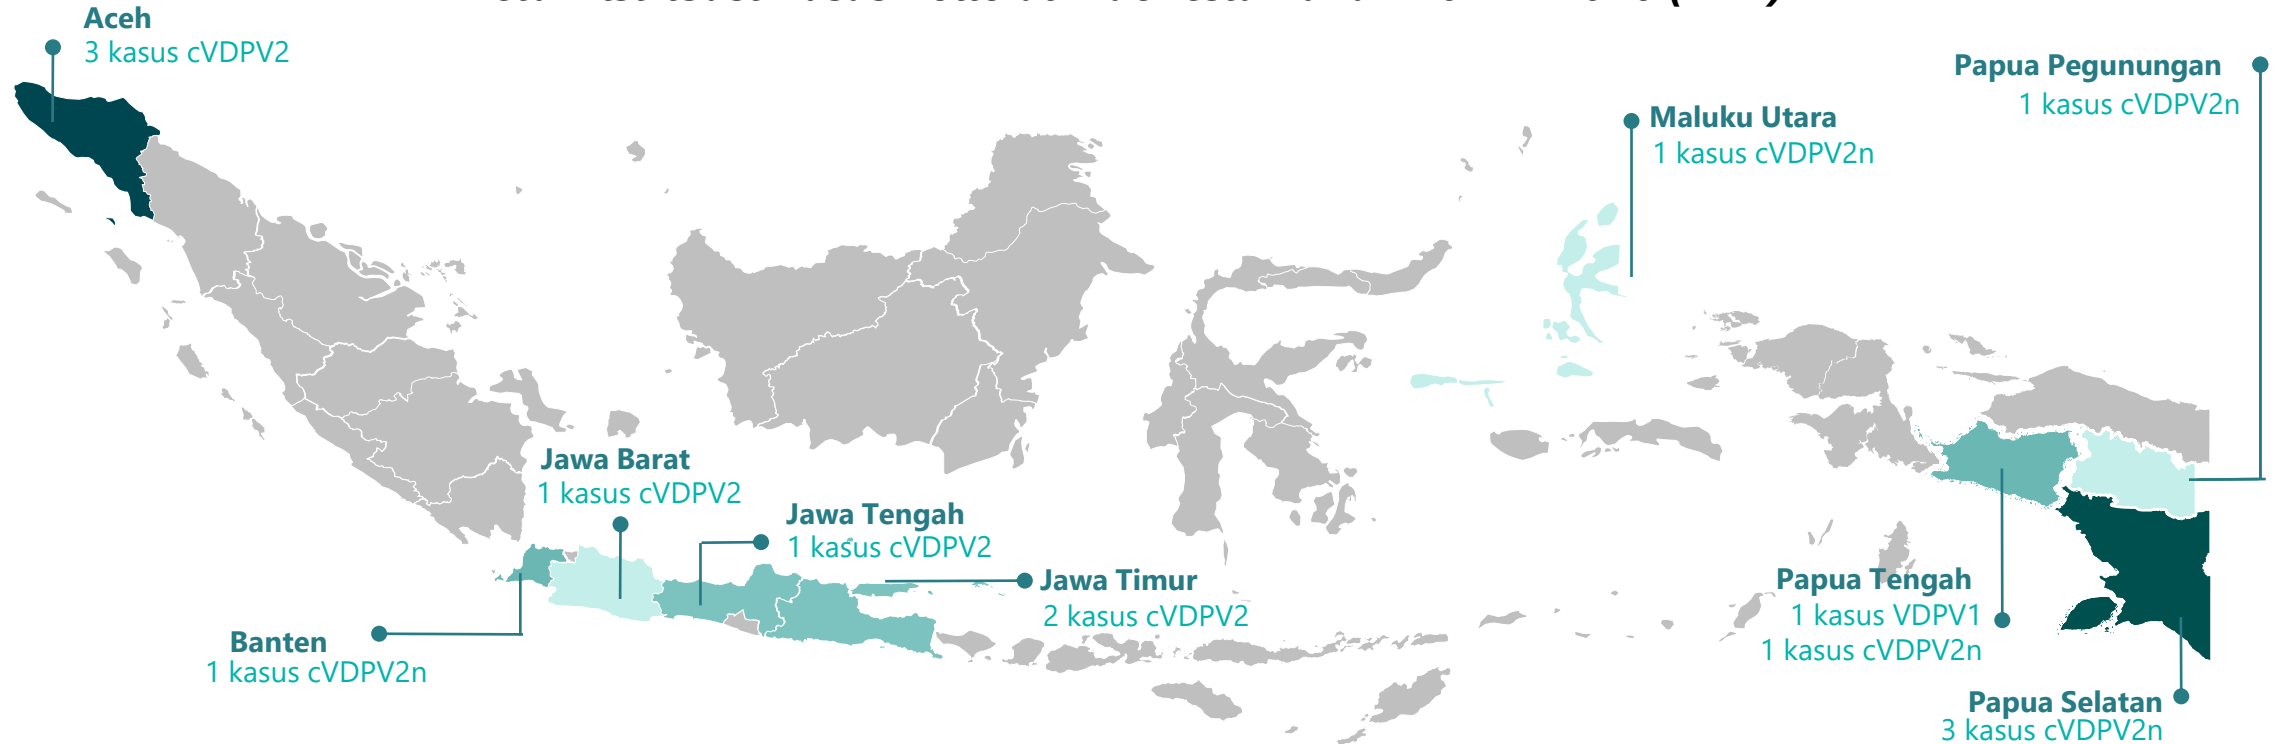 Aceh
3 kasus cVDPV2
Papua Pegunungan
1 kasus cVDPV2n
Maluku Utara
1 kasus cVDPV2n
Jawa Barat
1 kasus cVDPV2
Jawa Tengah
1 kasus cVDPV2
Jawa Timur
2 kasus cVDPV2
Banten
1 kasus cVDPV2n
Papua Tengah
1 kasus VDPV1
1 kasus cVDPV2n
Papua Selatan
3 kasus cVDPV2n